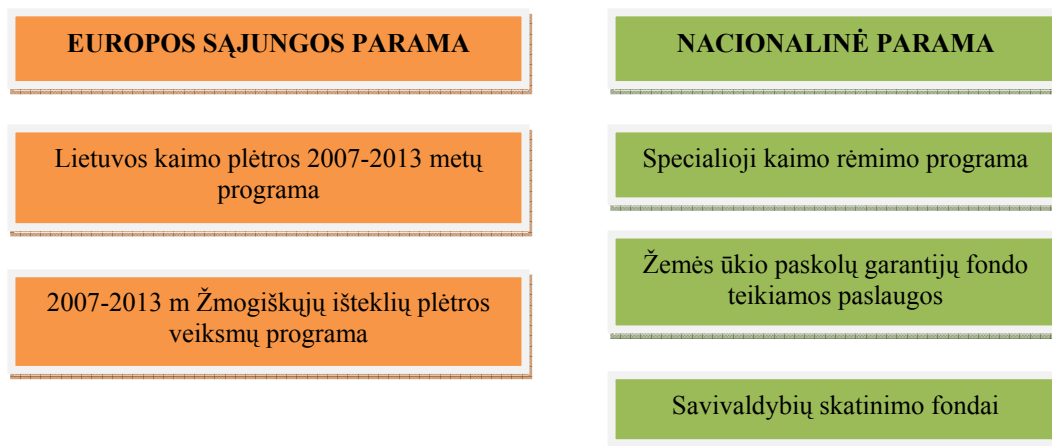 EUROPOS SĄJUNGOS PARAMA
Lietuvos kaimo plėtros 2007-2013 metų
programa
2007-2013 m Žmogiškųjų išteklių plėtros
veiksmų programa
NACIONALINĖ PARAMA
Specialioji kaimo rėmimo programa
Žemės ūkio paskolų garantijų fondo
teikiamos paslaugos
Savivaldybių skatinimo fondai